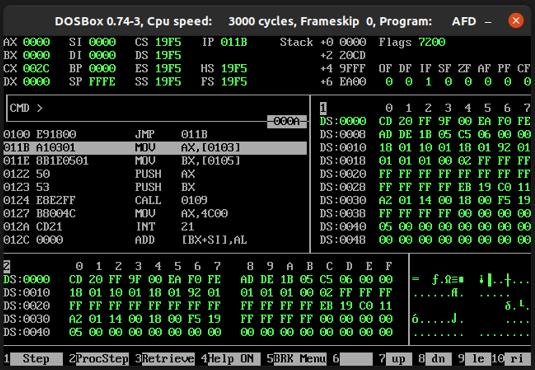 DOSBox 0.74-3, Cpu speed: 3000 cycles, Frameskip 0, Program: AFD
AX 0000 SI 0000 CS 19F5 IP 011B Stack +0 0000 Flags 7200
BX 0000 DI 0000 DS 19F5 +2 20CD
CX 002C BP 0000 ES 19F5 HS 19F5 +4 9FFF OF DF IF SF ZF AF PF CF
DX 0000 SP FFFE SS 19F5 FS 19F5 +6 EA00 0 0 1 0 0 0 0 0
CMD >
000A
0100 E91800 JMP 011B
011B A10301 MOV AX,[0103]
011E 8B1E0501 MOV BX,[0105]
0122 50 PUSH AX
0123 53 PUSH BX
0124 E8E2FF CALL 0109
0127 B8004C MOV AX,4C00
012A CD21 INT 21
012C 0000 ADD [BX+SI],AL
1 0 1 2 3 4 5 6 7
DS:0000 CD 20 FF 9F 00 EA F0 FE
DS:0008 AD DE 1B 05 C5 06 00 00
DS:0010 18 01 10 01 18 01 92 01
DS:0018 01 01 01 00 02 FF FF FF
DS:0020 FF FF FF FF FF FF FF FF
DS:0028 FF FF FF FF EB 19 C0 11
DS:0030 A2 01 14 00 18 00 F5 19
DS:0038 FF FF FF FF 00 00 00 00
DS:0040 05 00 00 00 00 00 00 00
DS:0048 00 00 00 00 00 00 00 00
2 0 1 2 3 4 5 6 7 8 9 A B C D E F
DS:0000 CD 20 FF 9F 00 EA F0 FE AD DE 1B 05 C5 06 00 00
DS:0010 18 01 10 01 18 01 92 01 01 01 01 00 02 FF FF FF
DS:0020 FF FF FF FF FF FF FF FF FF FF FF FF EB 19 C0 11
DS:0030 A2 01 14 00 18 00 F5 19 FF FF FF FF 00 00 00 00
DS:0040 05 00 00 00 00 00 00 00 00 00 00 00 00 00 00 00
1 Step 2 ProcStep 3 Retrieve 4 Help ON 5 BRK Menu 6 7 up 8 dn 9 le 10 ri